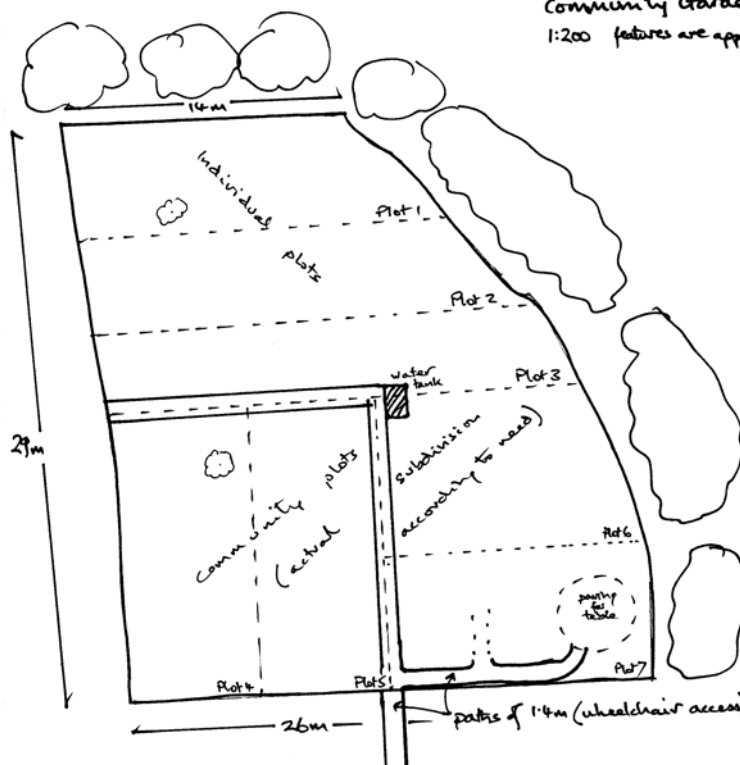 Community Garde
1:200 features are app
14m
Individual
plots
Plot 1
Plot 2
water
tank
Plot 3
29m
subdivision
according to need)
community plots
(actual
Plot 6
paving
for
table
Plot 4
Plot 5
Plot 7
26m
paths of 1.4m (wheelchair access